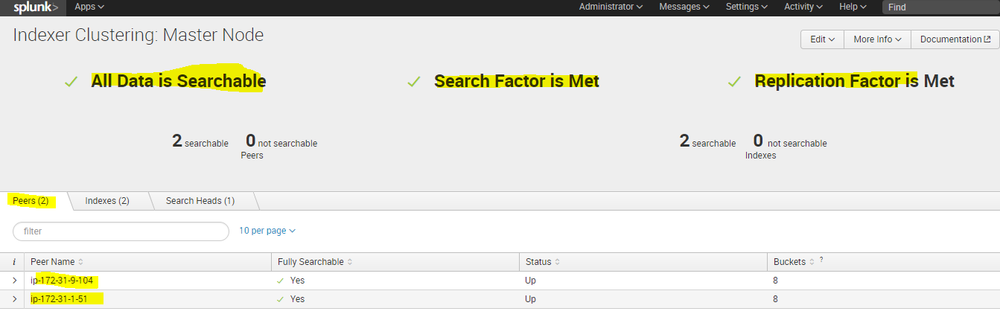 splunk> Apps Administrator Messages Settings Activity Help Find
Indexer Clustering: Master Node
Edit More Info Documentation
All Data is Searchable Search Factor is Met Replication Factor is Met
2 searchable 0 not searchable 2 searchable 0 not searchable
Peers Indexes
Peers (2) Indexes (2) Search Heads (1)
filter 10 per page
i Peer Name Fully Searchable Status Buckets ?
> ip-172-31-9-104 Yes Up 8
> ip-172-31-1-51 Yes Up 8